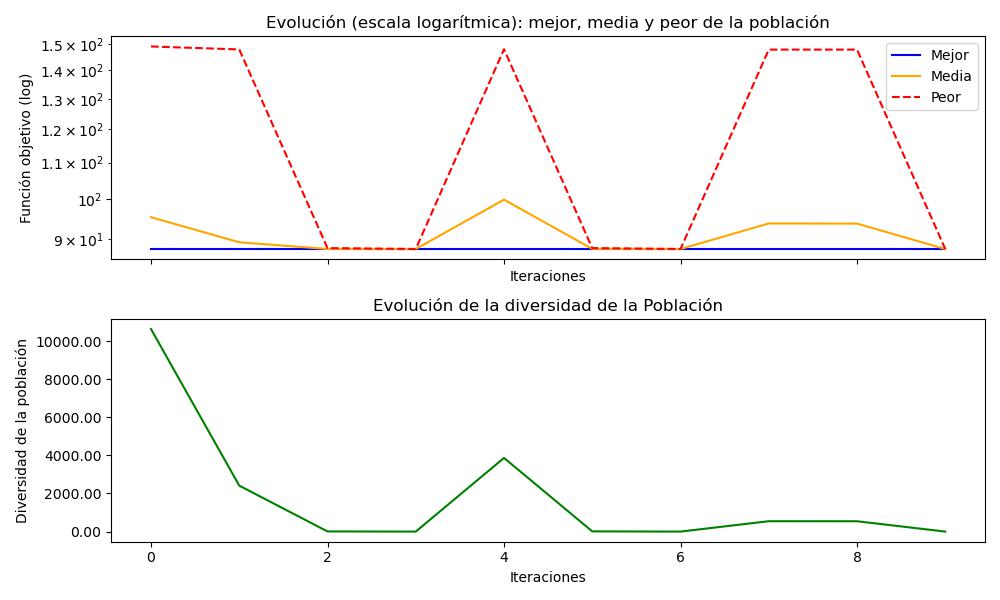 Evolución (escala logarítmica): mejor, media y peor de la población
Función objetivo (log)
1.5 × 10²
1.4 × 10²
1.3 × 10²
1.2 × 10²
1.1 × 10²
10²
9 × 10¹
Mejor
Media
Peor
Iteraciones
Evolución de la diversidad de la Población
Diversidad de la población
10000.00
8000.00
6000.00
4000.00
2000.00
0.00
0 2 4 6 8
Iteraciones